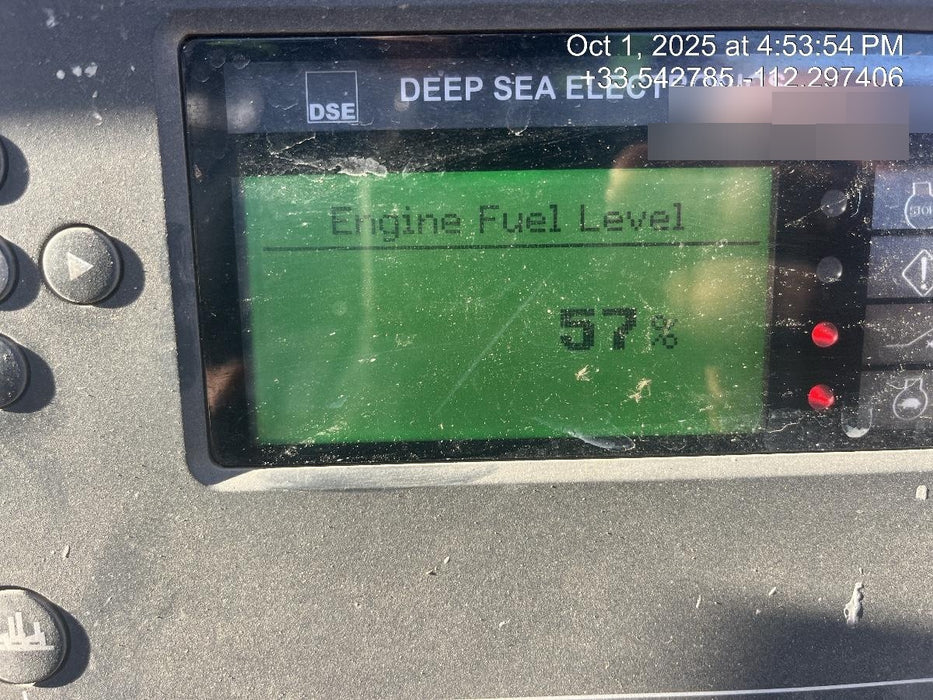 Oct 1, 2025 at 4:53:54 PM
+33.542785,-112.297406
DSE
DEEP SEA
STOP
Engine Fuel Level
57%